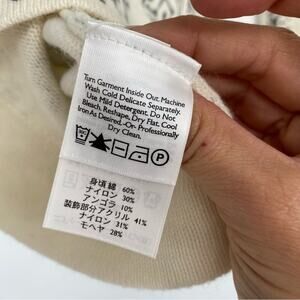 Turn Garment Inside Out. Machine
Wash Cold Delicate Separately.
Use Mild Detergent. Do Not
Bleach, Reshape, Dry Flat. Cool
Iron As Desired.-Or- Professionally
Dry Clean.
P
身頃綿 60%
ナイロン 30%
アンゴラ 10%
装飾部分アクリル 41%
ナイロン 31%
モヘヤ 28%